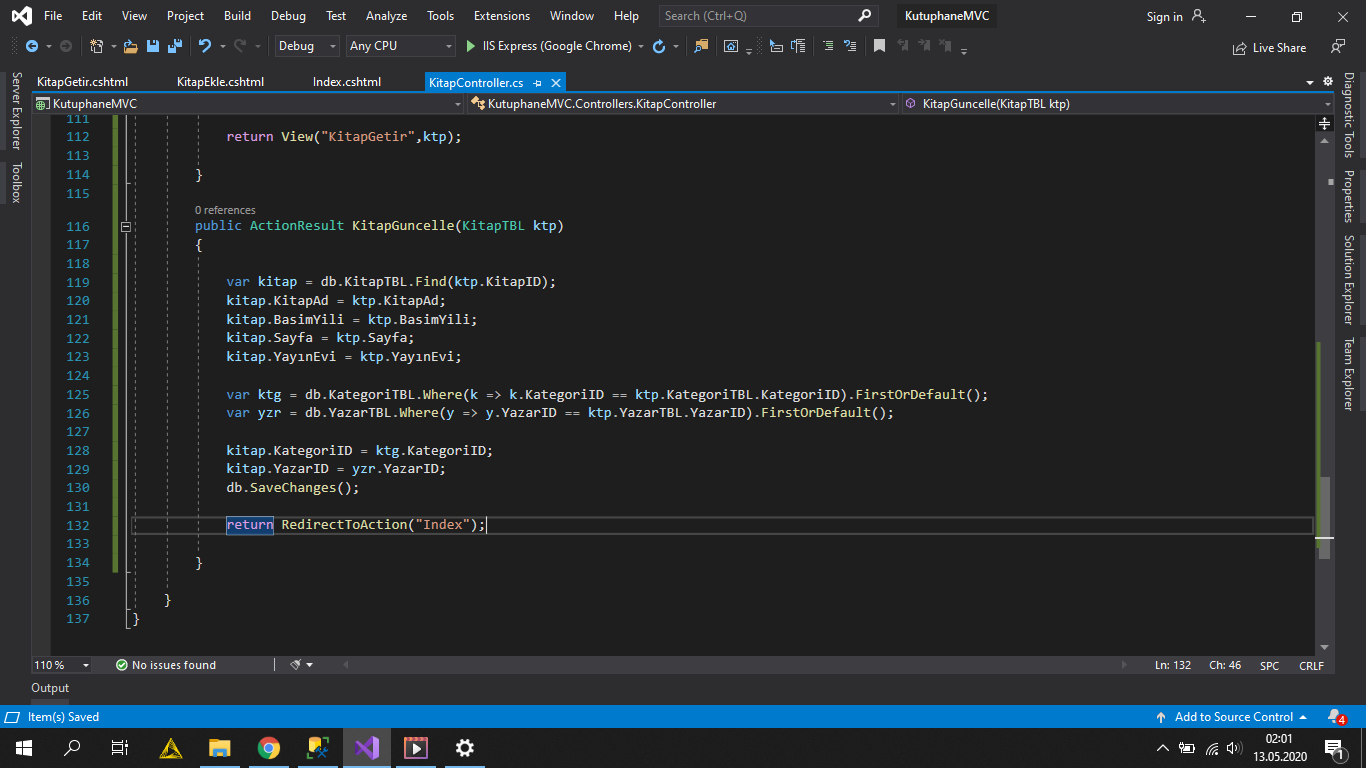 File Edit View Project Build Debug Test Analyze Tools Extensions Window Help Search (Ctrl+Q) KutuphaneMVC Sign in
Debug Any CPU IIS Express (Google Chrome) Live Share
KitapGetir.cshtml KitapEkle.cshtml Index.cshtml KitapController.cs
KutuphaneMVC KutuphaneMVC.Controllers.KitapController KitapGuncelle(KitapTBL ktp)
Server Explorer
Toolbox
Diagnostic Tools
Properties
Solution Explorer
Team Explorer
111
112 return View("KitapGetir",ktp);
113
114 }
115
0 references
116 public ActionResult KitapGuncelle(KitapTBL ktp)
117 {
118
119 var kitap = db.KitapTBL.Find(ktp.KitapID);
120 kitap.KitapAd = ktp.KitapAd;
121 kitap.BasimYili = ktp.BasimYili;
122 kitap.Sayfa = ktp.Sayfa;
123 kitap.YayınEvi = ktp.YayınEvi;
124
125 var ktg = db.KategoriTBL.Where(k => k.KategoriID == ktp.KategoriTBL.KategoriID).FirstOrDefault();
126 var yzr = db.YazarTBL.Where(y => y.YazarID == ktp.YazarTBL.YazarID).FirstOrDefault();
127
128 kitap.KategoriID = ktg.KategoriID;
129 kitap.YazarID = yzr.YazarID;
130 db.SaveChanges();
131
132 return RedirectToAction("Index");
133
134 }
135
136 }
137 }
110 % No issues found Ln: 132 Ch: 46 SPC CRLF
Output
Item(s) Saved Add to Source Control 4
02:01
13.05.2020 1